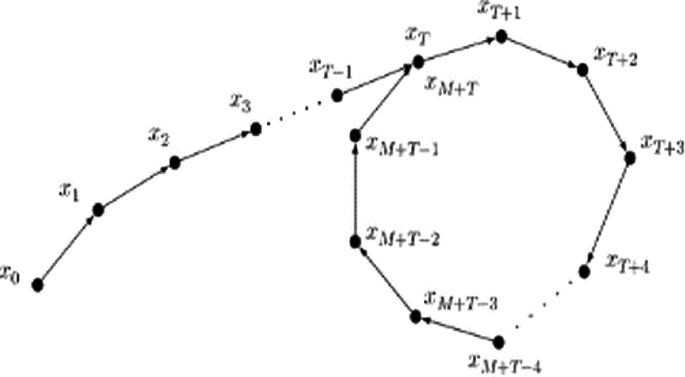 x_{T+1}
x_T
x_{T+2}
x_{T-1}
x_{M+T}
x_3
x_2
x_{M+T-1}
x_{T+3}
x_1
x_{M+T-2}
x_0
x_{T+4}
x_{M+T-3}
x_{M+T-4}